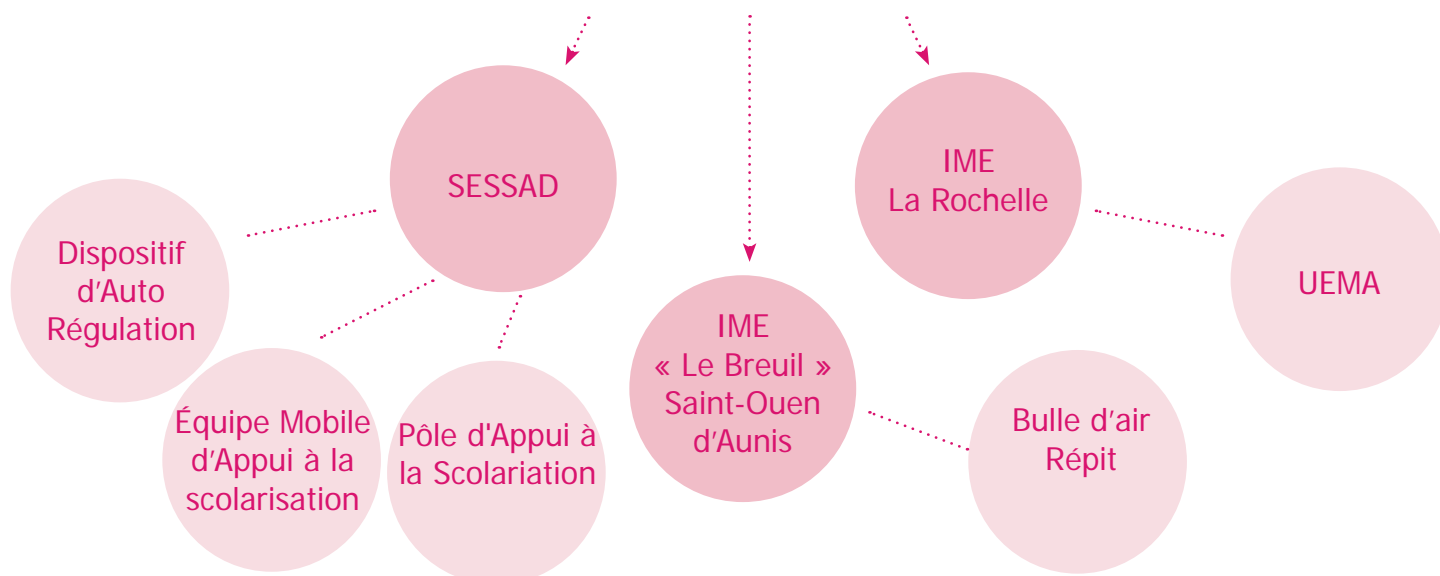 SESSAD
IME
La Rochelle
Dispositif
d'Auto
Régulation
UEMA
IME
« Le Breuil »
Saint-Ouen
d'Aunis
Équipe Mobile
d'Appui à la
scolarisation
Pôle d'Appui à
la Scolariation
Bulle d'air
Répit